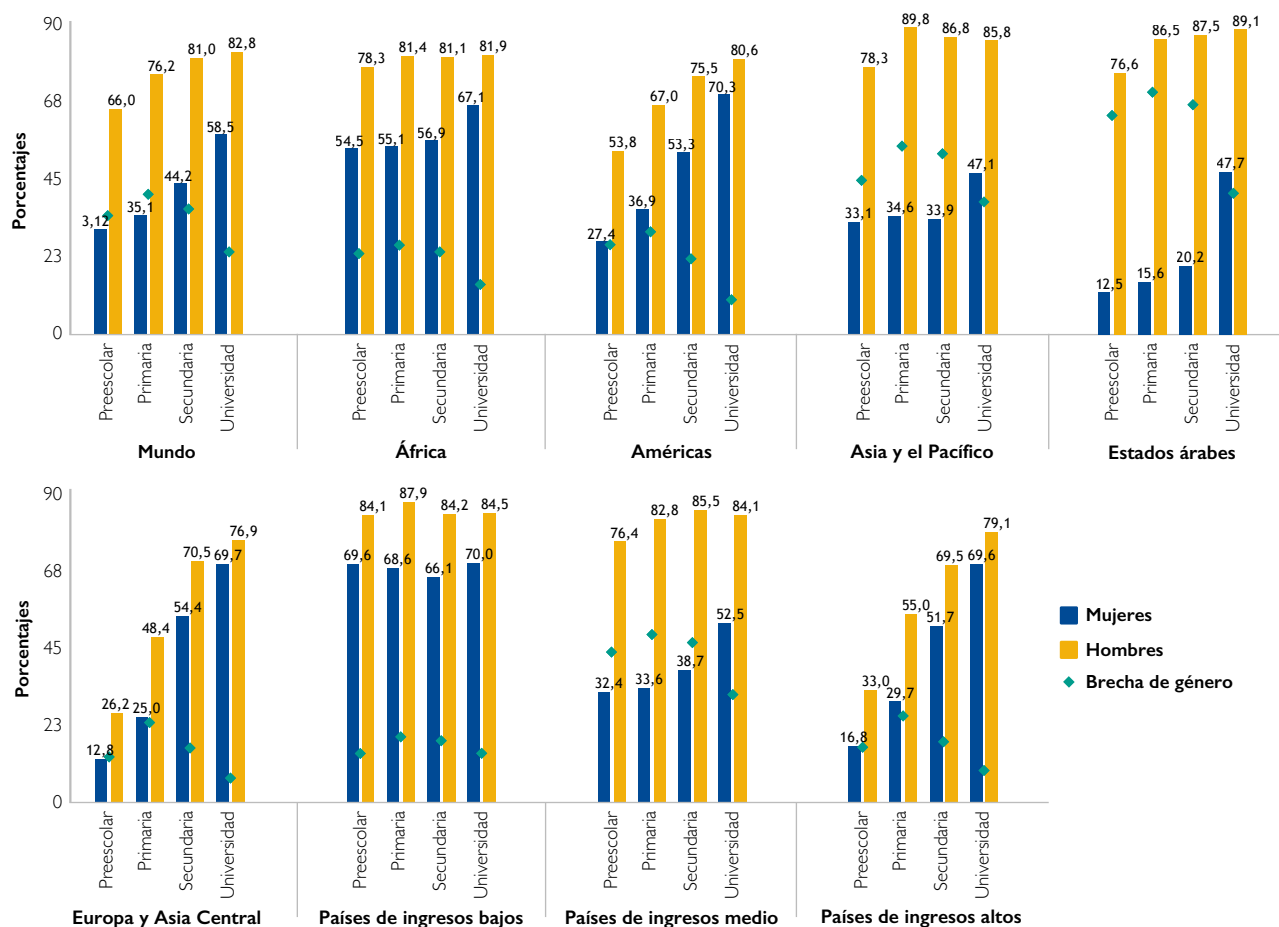 90
68
45
23
0
Porcentajes
3,12
66,0
35,1
76,2
44,2
81,0
58,5
82,8
54,5
78,3
55,1
81,4
56,9
81,1
67,1
81,9
27,4
53,8
36,9
67,0
53,3
75,5
70,3
80,6
33,1
78,3
34,6
89,8
33,9
86,8
47,1
85,8
12,5
76,6
15,6
86,5
20,2
87,5
47,7
89,1
Preescolar
Primaria
Secundaria
Universidad
Preescolar
Primaria
Secundaria
Universidad
Preescolar
Primaria
Secundaria
Universidad
Preescolar
Primaria
Secundaria
Universidad
Preescolar
Primaria
Secundaria
Universidad
Mundo
África
Américas
Asia y el Pacífico
Estados árabes
90
68
45
23
0
Porcentajes
12,8
26,2
25,0
48,4
54,4
70,5
69,7
76,9
69,6
84,1
68,6
87,9
66,1
84,2
70,0
84,5
32,4
76,4
33,6
82,8
38,7
85,5
52,5
84,1
16,8
33,0
29,7
55,0
51,7
69,5
69,6
79,1
Mujeres
Hombres
Brecha de género
Preescolar
Primaria
Secundaria
Universidad
Preescolar
Primaria
Secundaria
Universidad
Preescolar
Primaria
Secundaria
Universidad
Preescolar
Primaria
Secundaria
Universidad
Europa y Asia Central
Países de ingresos bajos
Países de ingresos medio
Países de ingresos altos